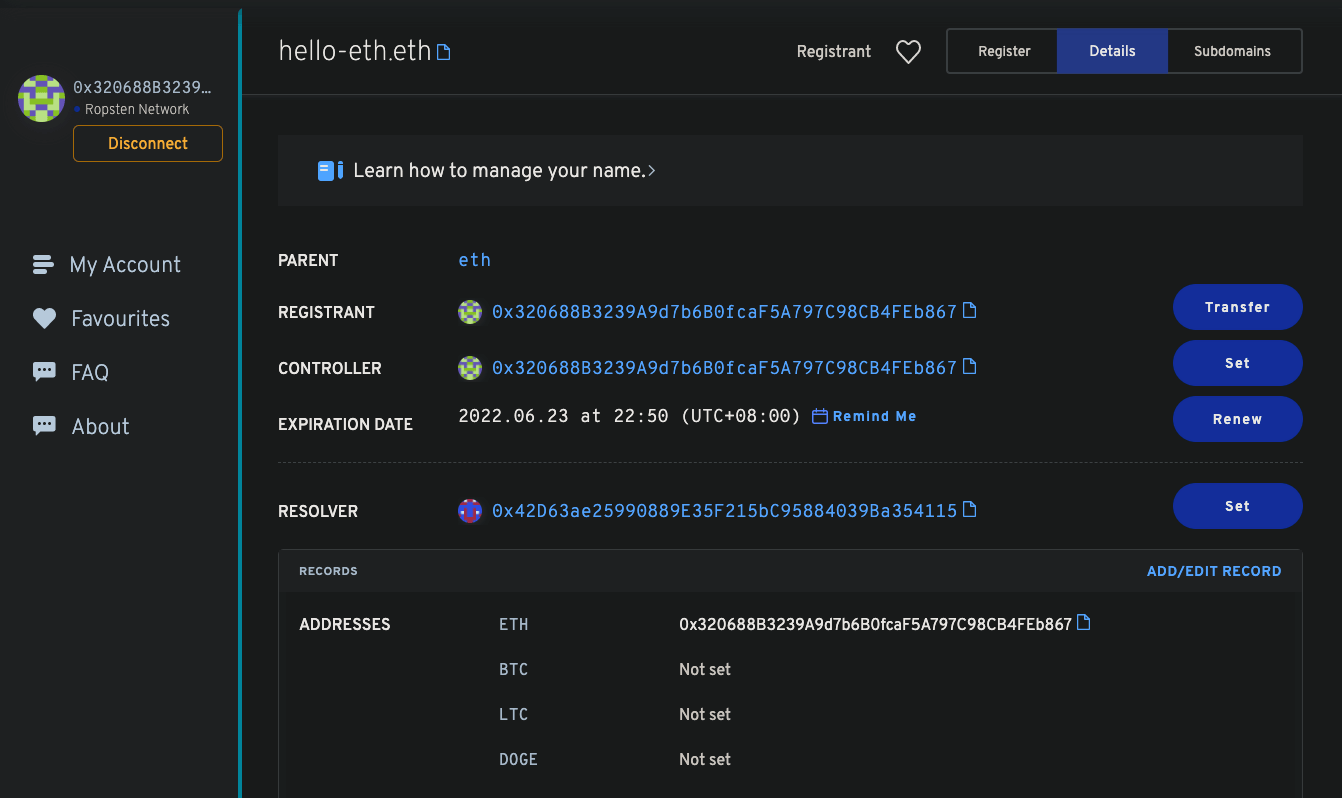 hello-eth.eth
Registrant
Register
Details
Subdomains
0x320688B3239...
Ropsten Network
Disconnect
My Account
Favourites
FAQ
About
Learn how to manage your name.
PARENT eth
REGISTRANT 0x320688B3239A9d7b6B0fcaF5A797C98CB4FEb867 Transfer
CONTROLLER 0x320688B3239A9d7b6B0fcaF5A797C98CB4FEb867 Set
EXPIRATION DATE 2022.06.23 at 22:50 (UTC+08:00) Remind Me Renew
RESOLVER 0x42D63ae25990889E35F215bC95884039Ba354115 Set
RECORDS ADD/EDIT RECORD
ADDRESSES ETH 0x320688B3239A9d7b6B0fcaF5A797C98CB4FEb867
BTC Not set
LTC Not set
DOGE Not set